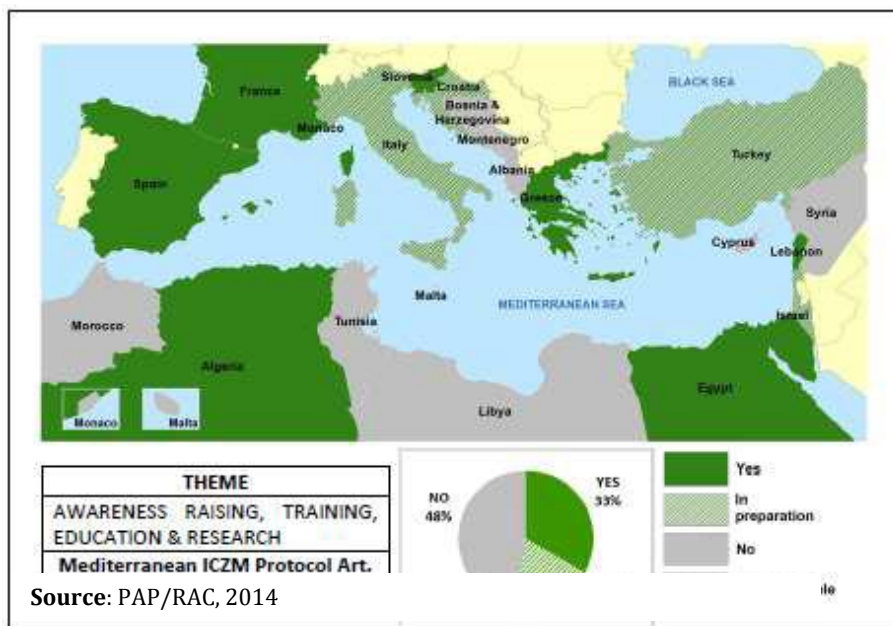 BLACK SEA
France
Slovenia
Croatia
Bosnia &
Herzegovina
Monaco
Italy
Montenegro
Albania
Turkey
Spain
Greece
Syria
Cyprus
Lebanon
Malta
MEDITERRANEAN SEA
Israel
Morocco
Tunisia
Algeria
Egypt
Libya
Monaco
Malta
THEME
AWARENESS RAISING, TRAINING,
EDUCATION & RESEARCH
Mediterranean ICZM Protocol Art.
NO
48%
YES
33%
Yes
In
preparation
No
Source: PAP/RAC, 2014